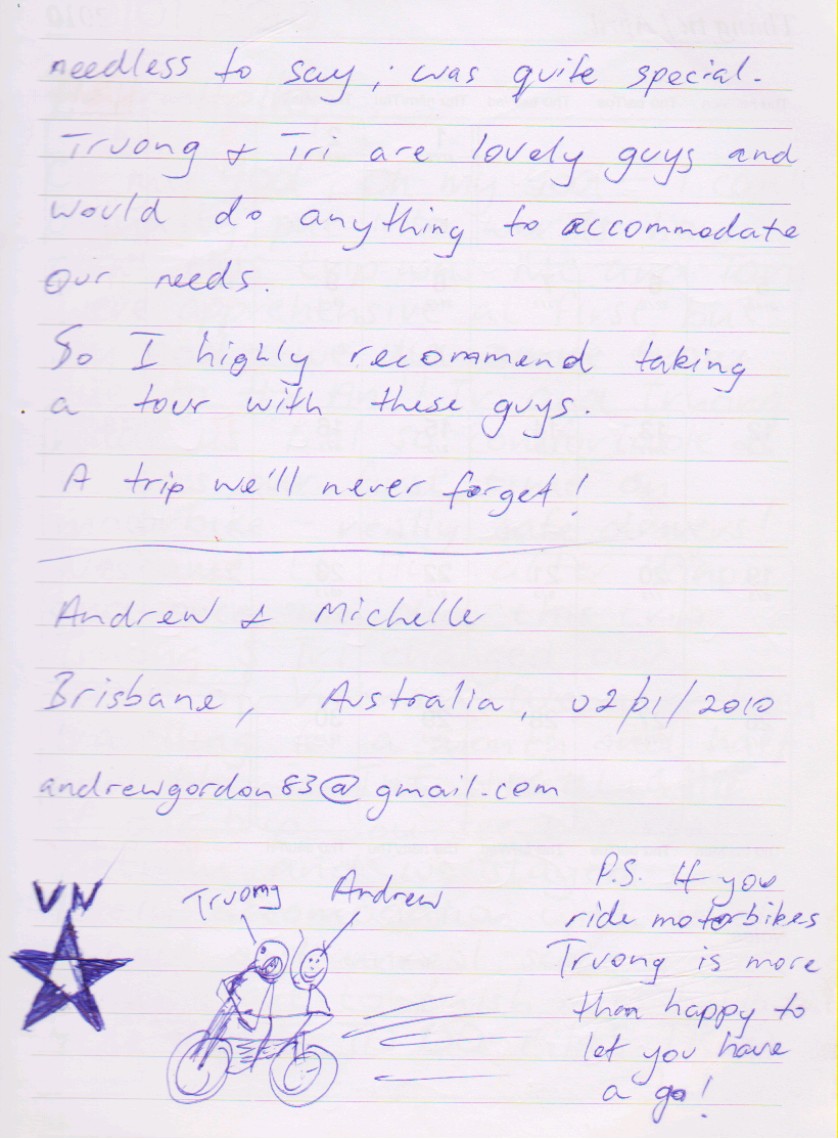 needless to say, was quite special.
Truong & Tri are lovely guys and
would do anything to accommodate
our needs.
So I highly recommend taking
a tour with these guys.
A trip we'll never forget!
Andrew & Michelle
Brisbane, Australia, 02/01/2010
andrewgordon83@gmail.com
VN
Truong
Andrew
P.S. If you
ride motorbikes
Truong is more
than happy to
let you have
a go!